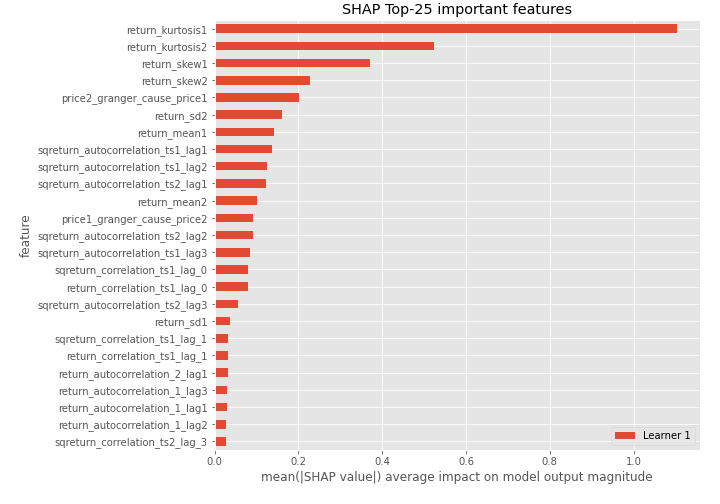 SHAP Top-25 important features
return_kurtosis1
return_kurtosis2
return_skew1
return_skew2
price2_granger_cause_price1
return_sd2
return_mean1
sqreturn_autocorrelation_ts1_lag1
sqreturn_autocorrelation_ts1_lag2
sqreturn_autocorrelation_ts2_lag1
return_mean2
price1_granger_cause_price2
sqreturn_autocorrelation_ts2_lag2
sqreturn_autocorrelation_ts1_lag3
sqreturn_correlation_ts1_lag_0
return_correlation_ts1_lag_0
sqreturn_autocorrelation_ts2_lag3
return_sd1
sqreturn_correlation_ts1_lag_1
return_correlation_ts1_lag_1
return_autocorrelation_2_lag1
return_autocorrelation_1_lag3
return_autocorrelation_1_lag1
return_autocorrelation_1_lag2
sqreturn_correlation_ts2_lag_3
feature
Learner 1
0.0 0.2 0.4 0.6 0.8 1.0
mean(|SHAP value|) average impact on model output magnitude